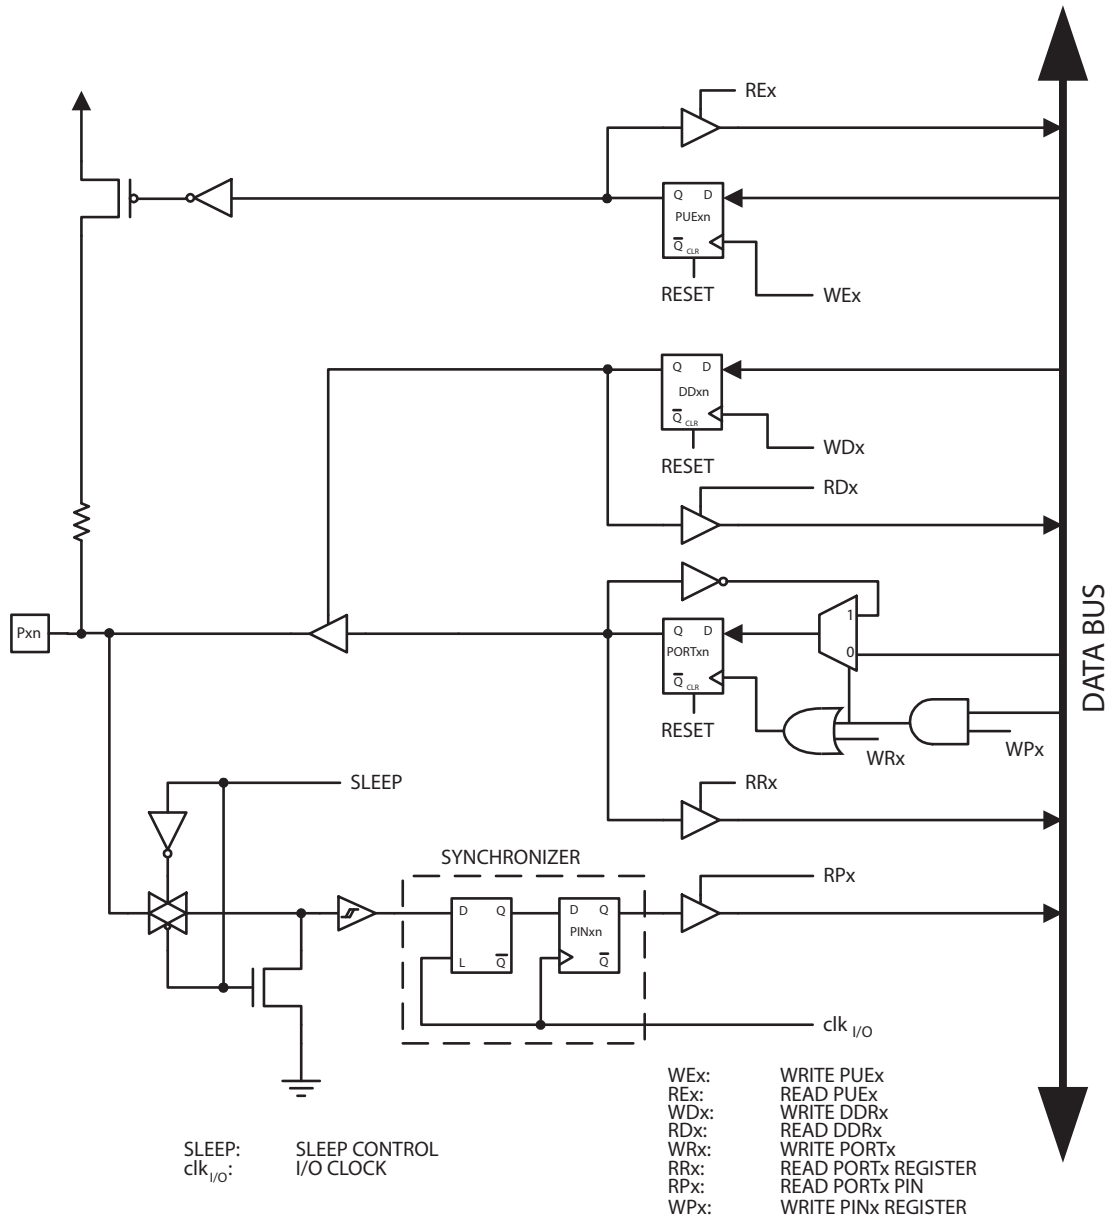 REx
Q D
PUExn
Q CLR
RESET
WEx
Q D
DDxn
Q CLR
RESET
WDx
RDx
Pxn
1
Q D
PORTxn
0
Q CLR
RESET
WRx
WPx
DATA BUS
SLEEP
RRx
SYNCHRONIZER
RPx
D Q
D Q
PINxn
L Q
Q
clk I/O
WEx: WRITE PUEx
REx: READ PUEx
WDx: WRITE DDRx
RDx: READ DDRx
WRx: WRITE PORTx
RRx: READ PORTx REGISTER
RPx: READ PORTx PIN
WPx: WRITE PINx REGISTER
SLEEP: SLEEP CONTROL
clk I/O: I/O CLOCK